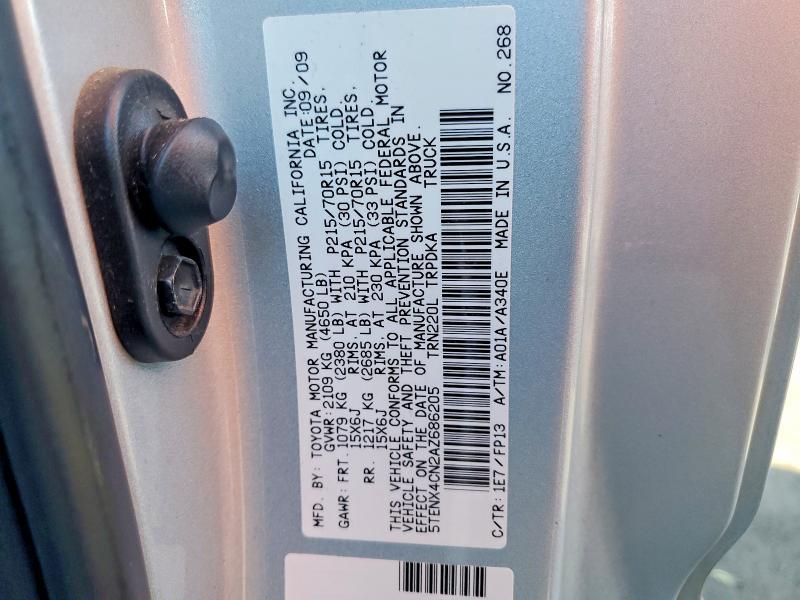 MFD. BY: TOYOTA MOTOR MANUFACTURING CALIFORNIA INC.
DATE:09/09
GVWR:2109 KG (4650 LB)
GAWR: FRT. 1079 KG (2380 LB) WITH P215/70R15 TIRES.
15X6J RIMS. AT 210 KPA (30 PSI) COLD.
RR. 1217 KG (2685 LB) WITH P215/70R15 TIRES.
15X6J RIMS. AT 230 KPA (33 PSI) COLD.
THIS VEHICLE CONFORMS TO ALL APPLICABLE FEDERAL MOTOR
VEHICLE SAFETY AND THEFT PREVENTION STANDARDS IN
EFFECT ON THE DATE OF MANUFACTURE SHOWN ABOVE.
5TENX4CN2AZ686205 TRN220L TRPDKA TRUCK
C/TR: 1E7/FP13 A/TM:A01A/A340E MADE IN U.S.A. NO.268